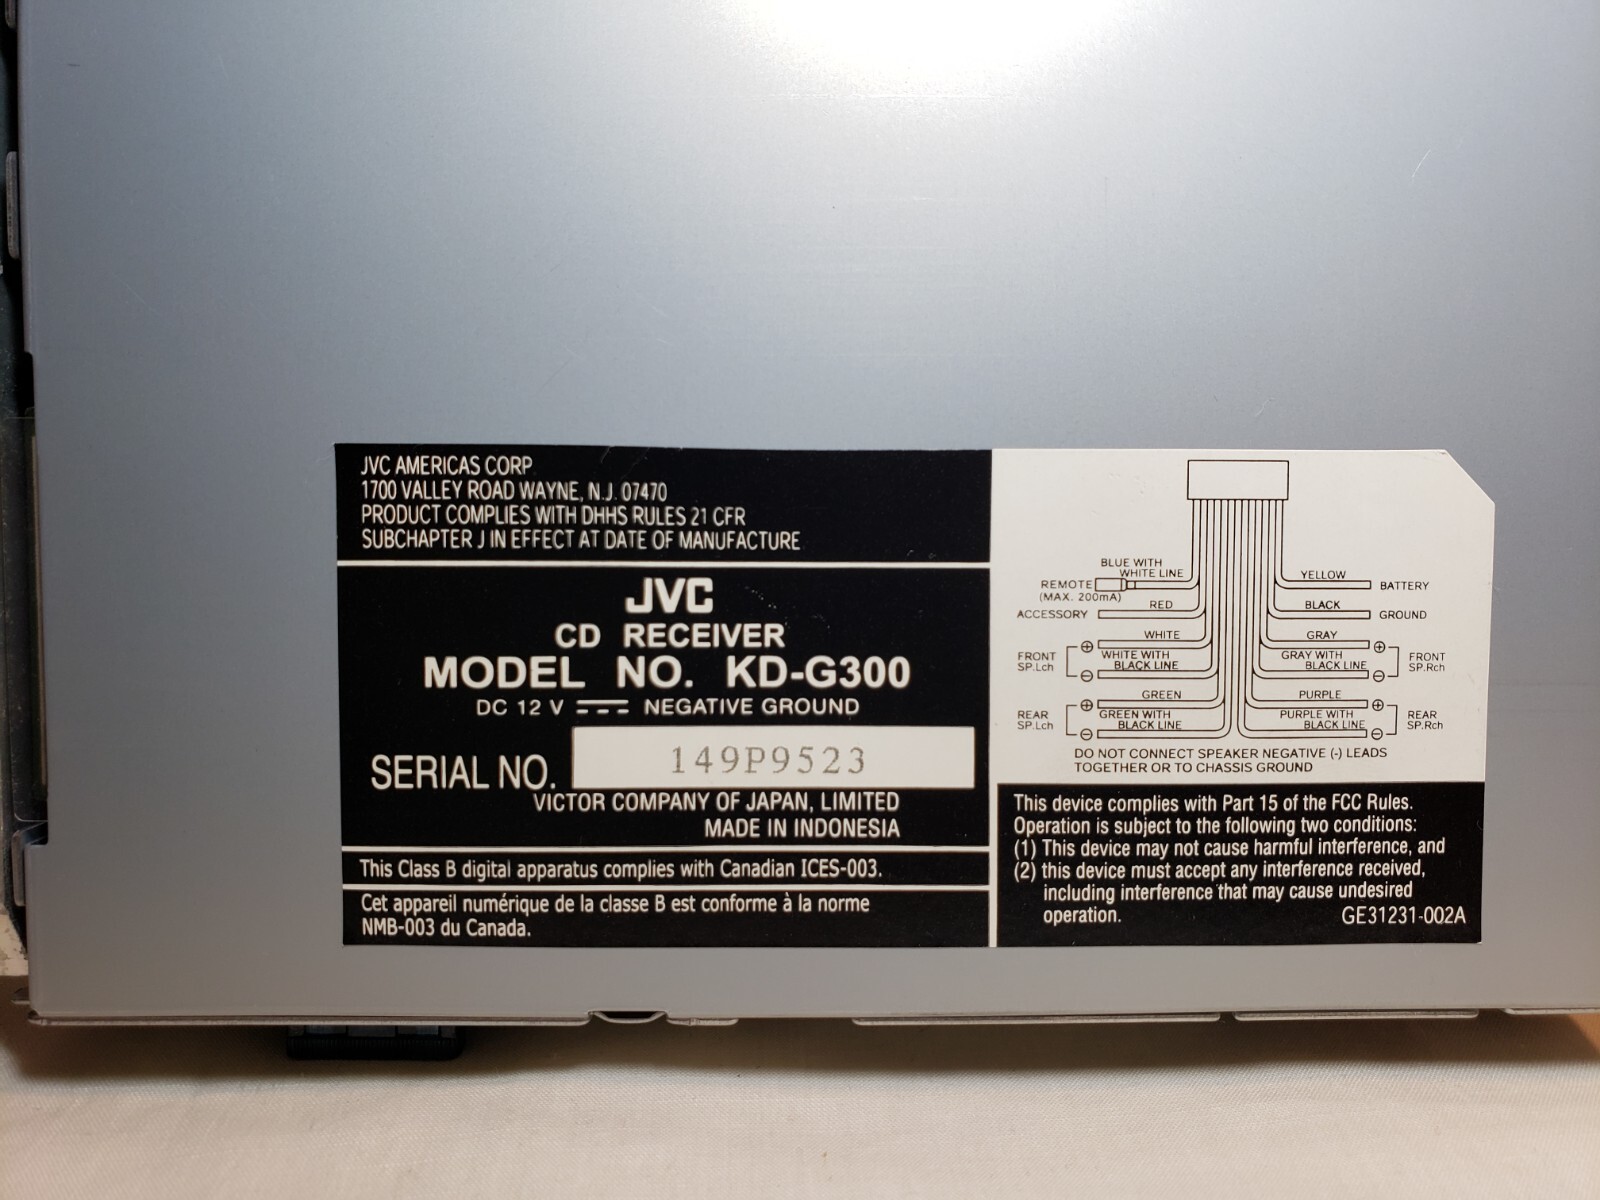 JVC AMERICAS CORP
1700 VALLEY ROAD WAYNE, N.J. 07470
PRODUCT COMPLIES WITH DHHS RULES 21 CFR
SUBCHAPTER J IN EFFECT AT DATE OF MANUFACTURE
JVC
CD RECEIVER
MODEL NO. KD-G300
DC 12 V NEGATIVE GROUND
SERIAL NO. 149P9523
VICTOR COMPANY OF JAPAN, LIMITED
MADE IN INDONESIA
This Class B digital apparatus complies with Canadian ICES-003.
Cet appareil numérique de la classe B est conforme à la norme
NMB-003 du Canada.
BLUE WITH
WHITE LINE
REMOTE
(MAX. 200mA)
YELLOW BATTERY
ACCESSORY RED
BLACK GROUND
FRONT
SP.Lch
⊕ WHITE
WHITE WITH
⊖ BLACK LINE
GRAY ⊕
GRAY WITH
BLACK LINE ⊖
FRONT
SP.Rch
REAR
SP.Lch
⊕ GREEN
GREEN WITH
⊖ BLACK LINE
PURPLE ⊕
PURPLE WITH
BLACK LINE ⊖
REAR
SP.Rch
DO NOT CONNECT SPEAKER NEGATIVE (-) LEADS
TOGETHER OR TO CHASSIS GROUND
This device complies with Part 15 of the FCC Rules.
Operation is subject to the following two conditions:
(1) This device may not cause harmful interference, and
(2) this device must accept any interference received,
including interference that may cause undesired
operation. GE31231-002A